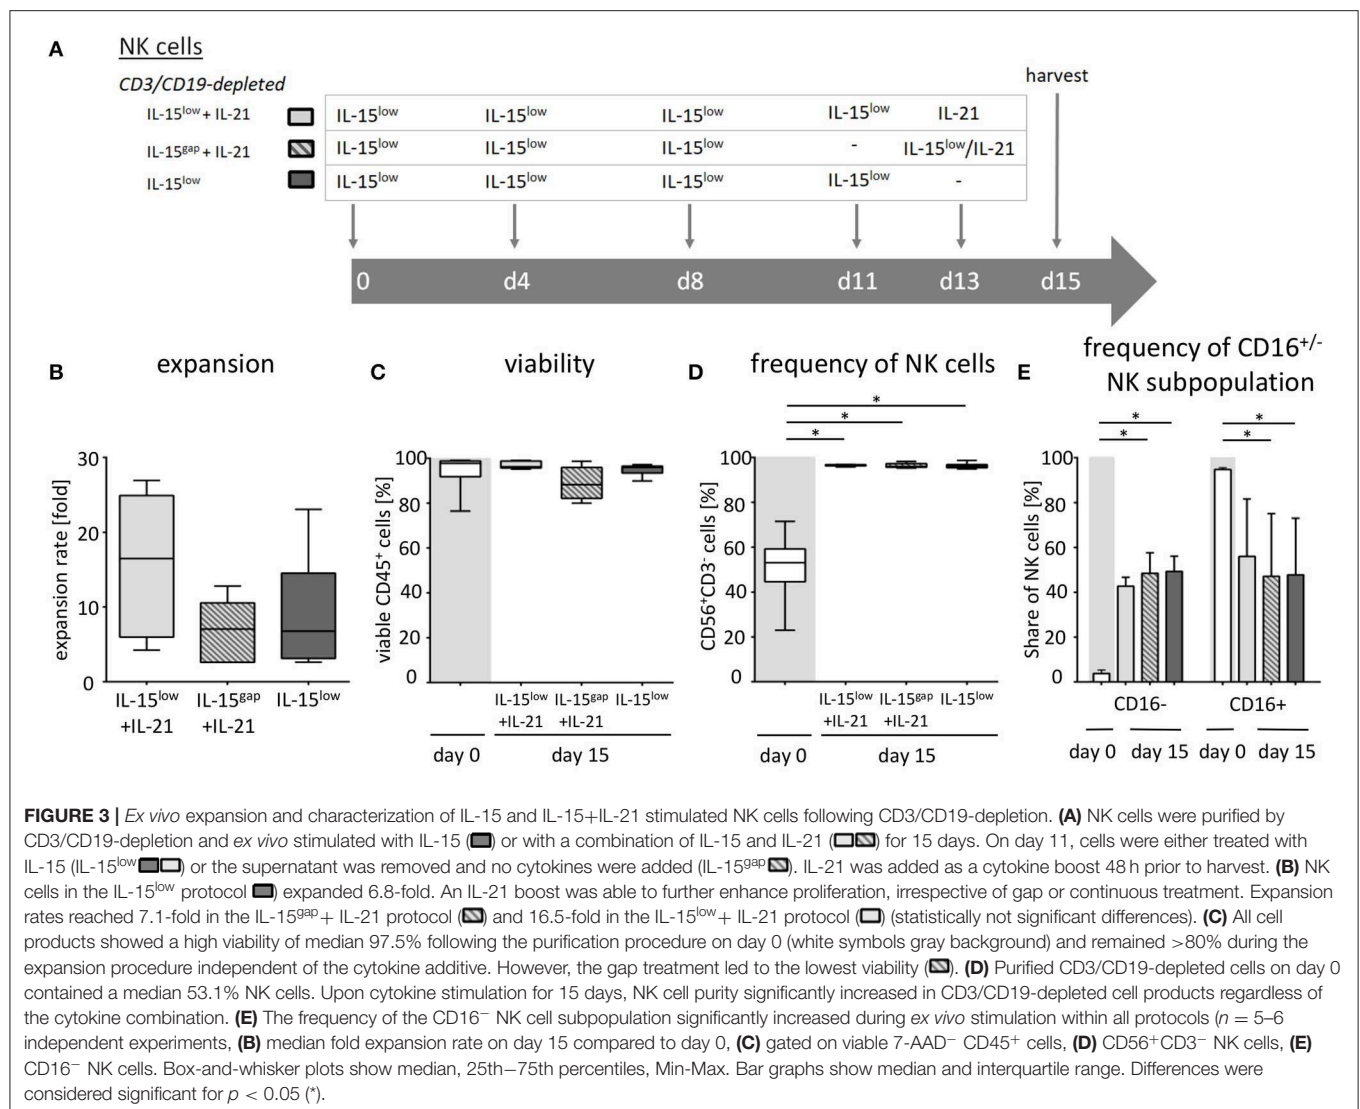 A
NK cells
CD3/CD19-depleted
harvest
IL-15low + IL-21 IL-15low IL-15low IL-15low IL-15low IL-21
IL-15gap + IL-21 IL-15low IL-15low IL-15low - IL-15low/IL-21
IL-15low IL-15low IL-15low IL-15low IL-15low -
0 d4 d8 d11 d13 d15
B expansion
expansion rate [fold]
30
20
10
0
IL-15low +IL-21
IL-15gap +IL-21
IL-15low
C viability
viable CD45+ cells [%]
100
80
60
40
20
0
IL-15low +IL-21
IL-15gap +IL-21
IL-15low
day 0 day 15
D frequency of NK cells
CD56+CD3- cells [%]
100
80
60
40
20
0
*
*
*
IL-15low +IL-21
IL-15gap +IL-21
IL-15low
day 0 day 15
E frequency of CD16+/-
NK subpopulation
Share of NK cells [%]
100
80
60
40
20
0
* *
* *
CD16- CD16+
day 0 day 15 day 0 day 15
FIGURE 3 | Ex vivo expansion and characterization of IL-15 and IL-15+IL-21 stimulated NK cells following CD3/CD19-depletion. (A) NK cells were purified by
CD3/CD19-depletion and ex vivo stimulated with IL-15 ( ) or with a combination of IL-15 and IL-21 ( ) for 15 days. On day 11, cells were either treated with
IL-15 (IL-15low ) or the supernatant was removed and no cytokines were added (IL-15gap ). IL-21 was added as a cytokine boost 48 h prior to harvest. (B) NK
cells in the IL-15low protocol ) expanded 6.8-fold. An IL-21 boost was able to further enhance proliferation, irrespective of gap or continuous treatment. Expansion
rates reached 7.1-fold in the IL-15gap+ IL-21 protocol ( ) and 16.5-fold in the IL-15low+ IL-21 protocol ( ) (statistically not significant differences). (C) All cell
products showed a high viability of median 97.5% following the purification procedure on day 0 (white symbols gray background) and remained >80% during the
expansion procedure independent of the cytokine additive. However, the gap treatment led to the lowest viability ( ). (D) Purified CD3/CD19-depleted cells on day 0
contained a median 53.1% NK cells. Upon cytokine stimulation for 15 days, NK cell purity significantly increased in CD3/CD19-depleted cell products regardless of
the cytokine combination. (E) The frequency of the CD16− NK cell subpopulation significantly increased during ex vivo stimulation within all protocols (n = 5–6
independent experiments, (B) median fold expansion rate on day 15 compared to day 0, (C) gated on viable 7-AAD− CD45+ cells, (D) CD56+CD3− NK cells, (E)
CD16− NK cells. Box-and-whisker plots show median, 25th–75th percentiles, Min-Max. Bar graphs show median and interquartile range. Differences were
considered significant for p < 0.05 (*).